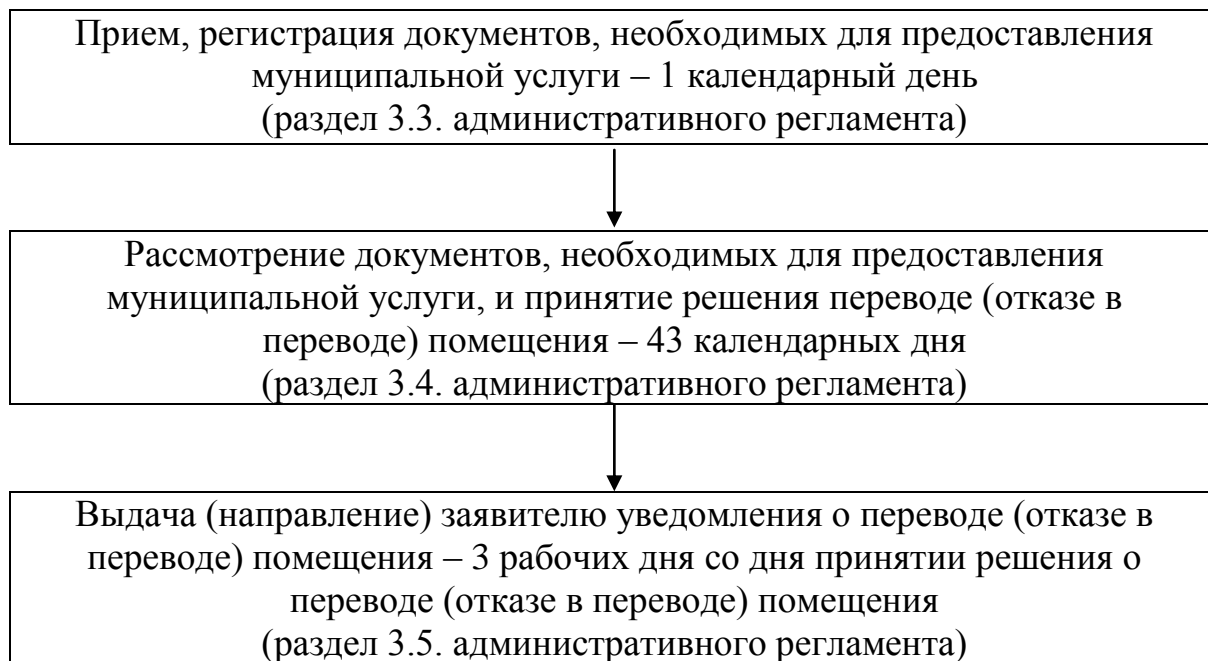 Прием, регистрация документов, необходимых для предоставления
муниципальной услуги – 1 календарный день
(раздел 3.3. административного регламента)
Рассмотрение документов, необходимых для предоставления
муниципальной услуги, и принятие решения переводе (отказе в
переводе) помещения – 43 календарных дня
(раздел 3.4. административного регламента)
Выдача (направление) заявителю уведомления о переводе (отказе в
переводе) помещения – 3 рабочих дня со дня принятии решения о
переводе (отказе в переводе) помещения
(раздел 3.5. административного регламента)